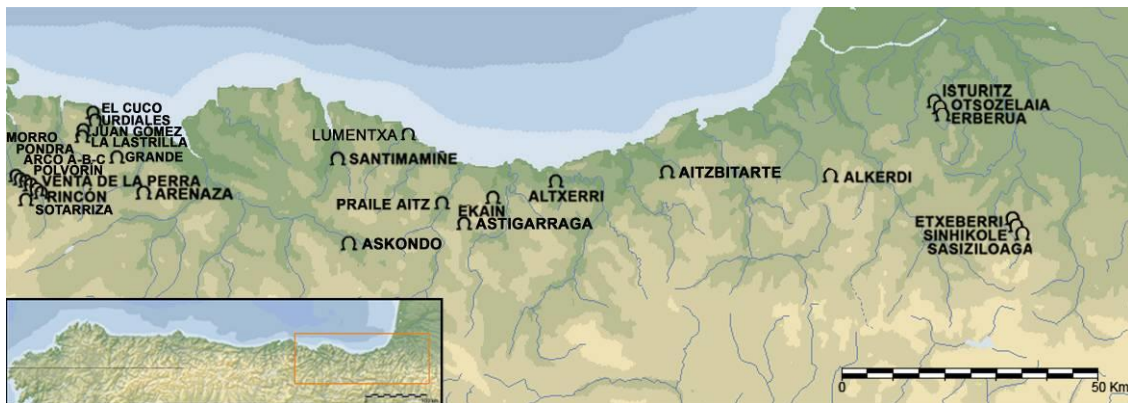 EL CUCO
URDIALES
JUAN GÓMEZ
LA LASTRILLA
MORRO
PONDRA
GRANDE
ARCO A-B-C
POLVORÍN
VENTA DE LA PERRA
RINCÓN
SOTARRIZA
ARENAZA
LUMENTXA
SANTIMAMIÑE
PRAILE AITZ
EKAIN
ASTIGARRAGA
ASKONDO
ALTXERRI
AITZBITARTE
ALKERDI
ISTURITZ
OTSOZELAIA
ERBERUA
ETXEBERRI
SINHIKOLE
SASIZILOAGA
0 50 Km